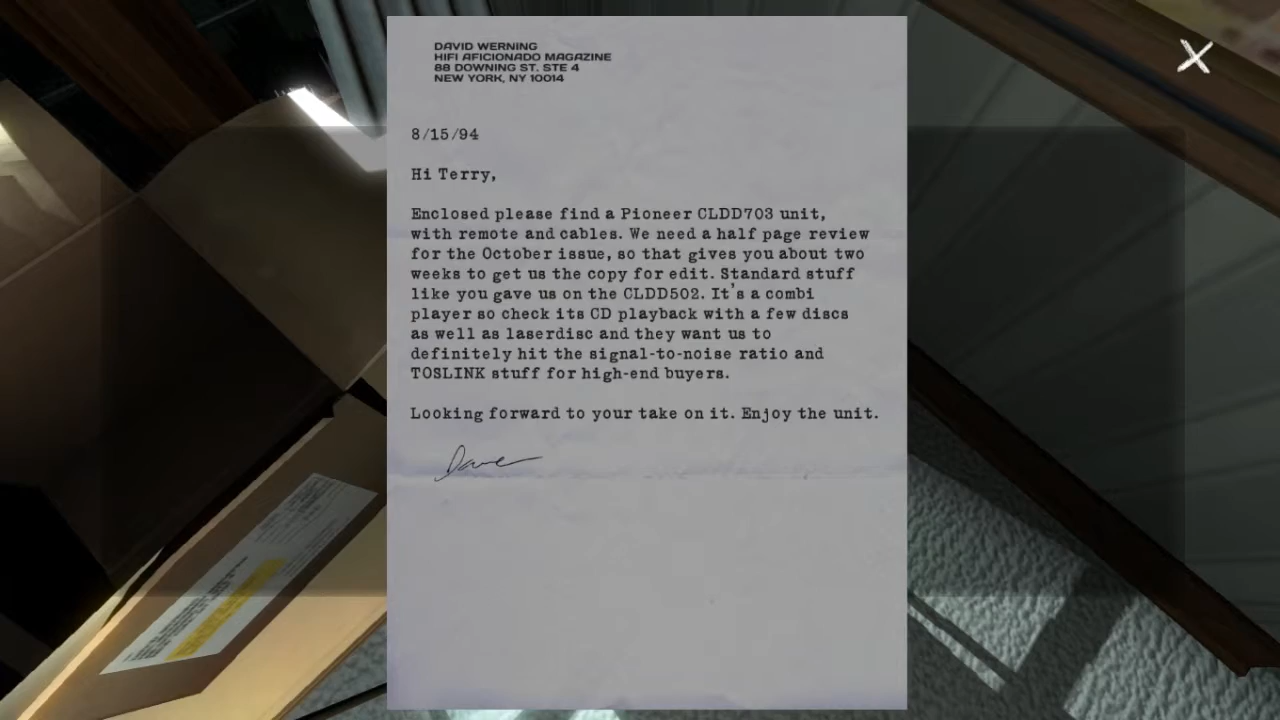 DAVID WERNING
HIFI AFICIONADO MAGAZINE
88 DOWNING ST. STE 4
NEW YORK, NY 10014
8/15/94
Hi Terry,
Enclosed please find a Pioneer CLDD703 unit,
with remote and cables. We need a half page review
for the October issue, so that gives you about two
weeks to get us the copy for edit. Standard stuff
like you gave us on the CLDD502. It's a combi
player so check its CD playback with a few discs
as well as laserdisc and they want us to
definitely hit the signal-to-noise ratio and
TOSLINK stuff for high-end buyers.
Looking forward to your take on it. Enjoy the unit.
Dave